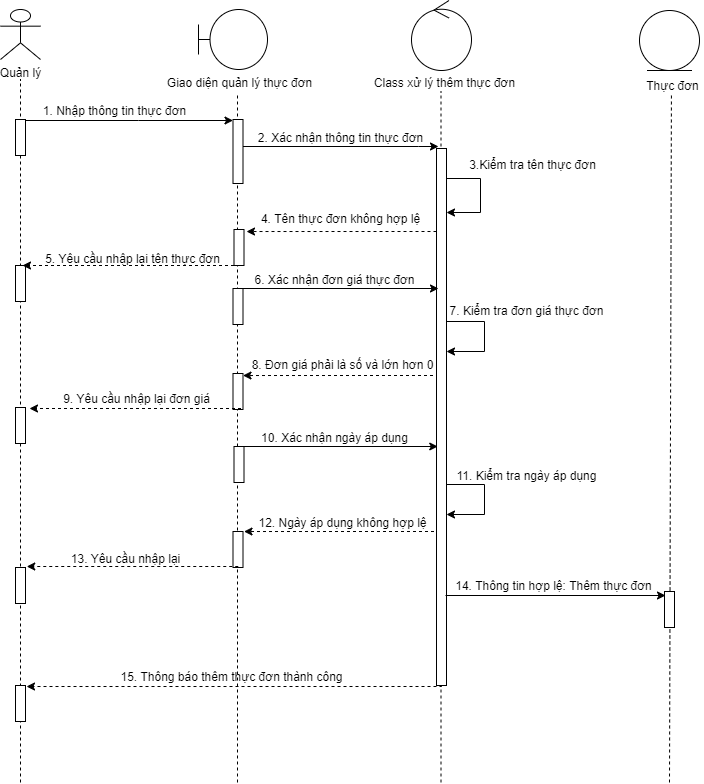 Quản lý
Giao diện quản lý thực đơn
Class xử lý thêm thực đơn
Thực đơn
1. Nhập thông tin thực đơn
2. Xác nhận thông tin thực đơn
3.Kiểm tra tên thực đơn
4. Tên thực đơn không hợp lệ
5. Yêu cầu nhập lại tên thực đơn
6. Xác nhận đơn giá thực đơn
7. Kiểm tra đơn giá thực đơn
8. Đơn giá phải là số và lớn hơn 0
9. Yêu cầu nhập lại đơn giá
10. Xác nhận ngày áp dụng
11. Kiểm tra ngày áp dụng
12. Ngày áp dụng không hợp lệ
13. Yêu cầu nhập lại
14. Thông tin hợp lệ: Thêm thực đơn
15. Thông báo thêm thực đơn thành công